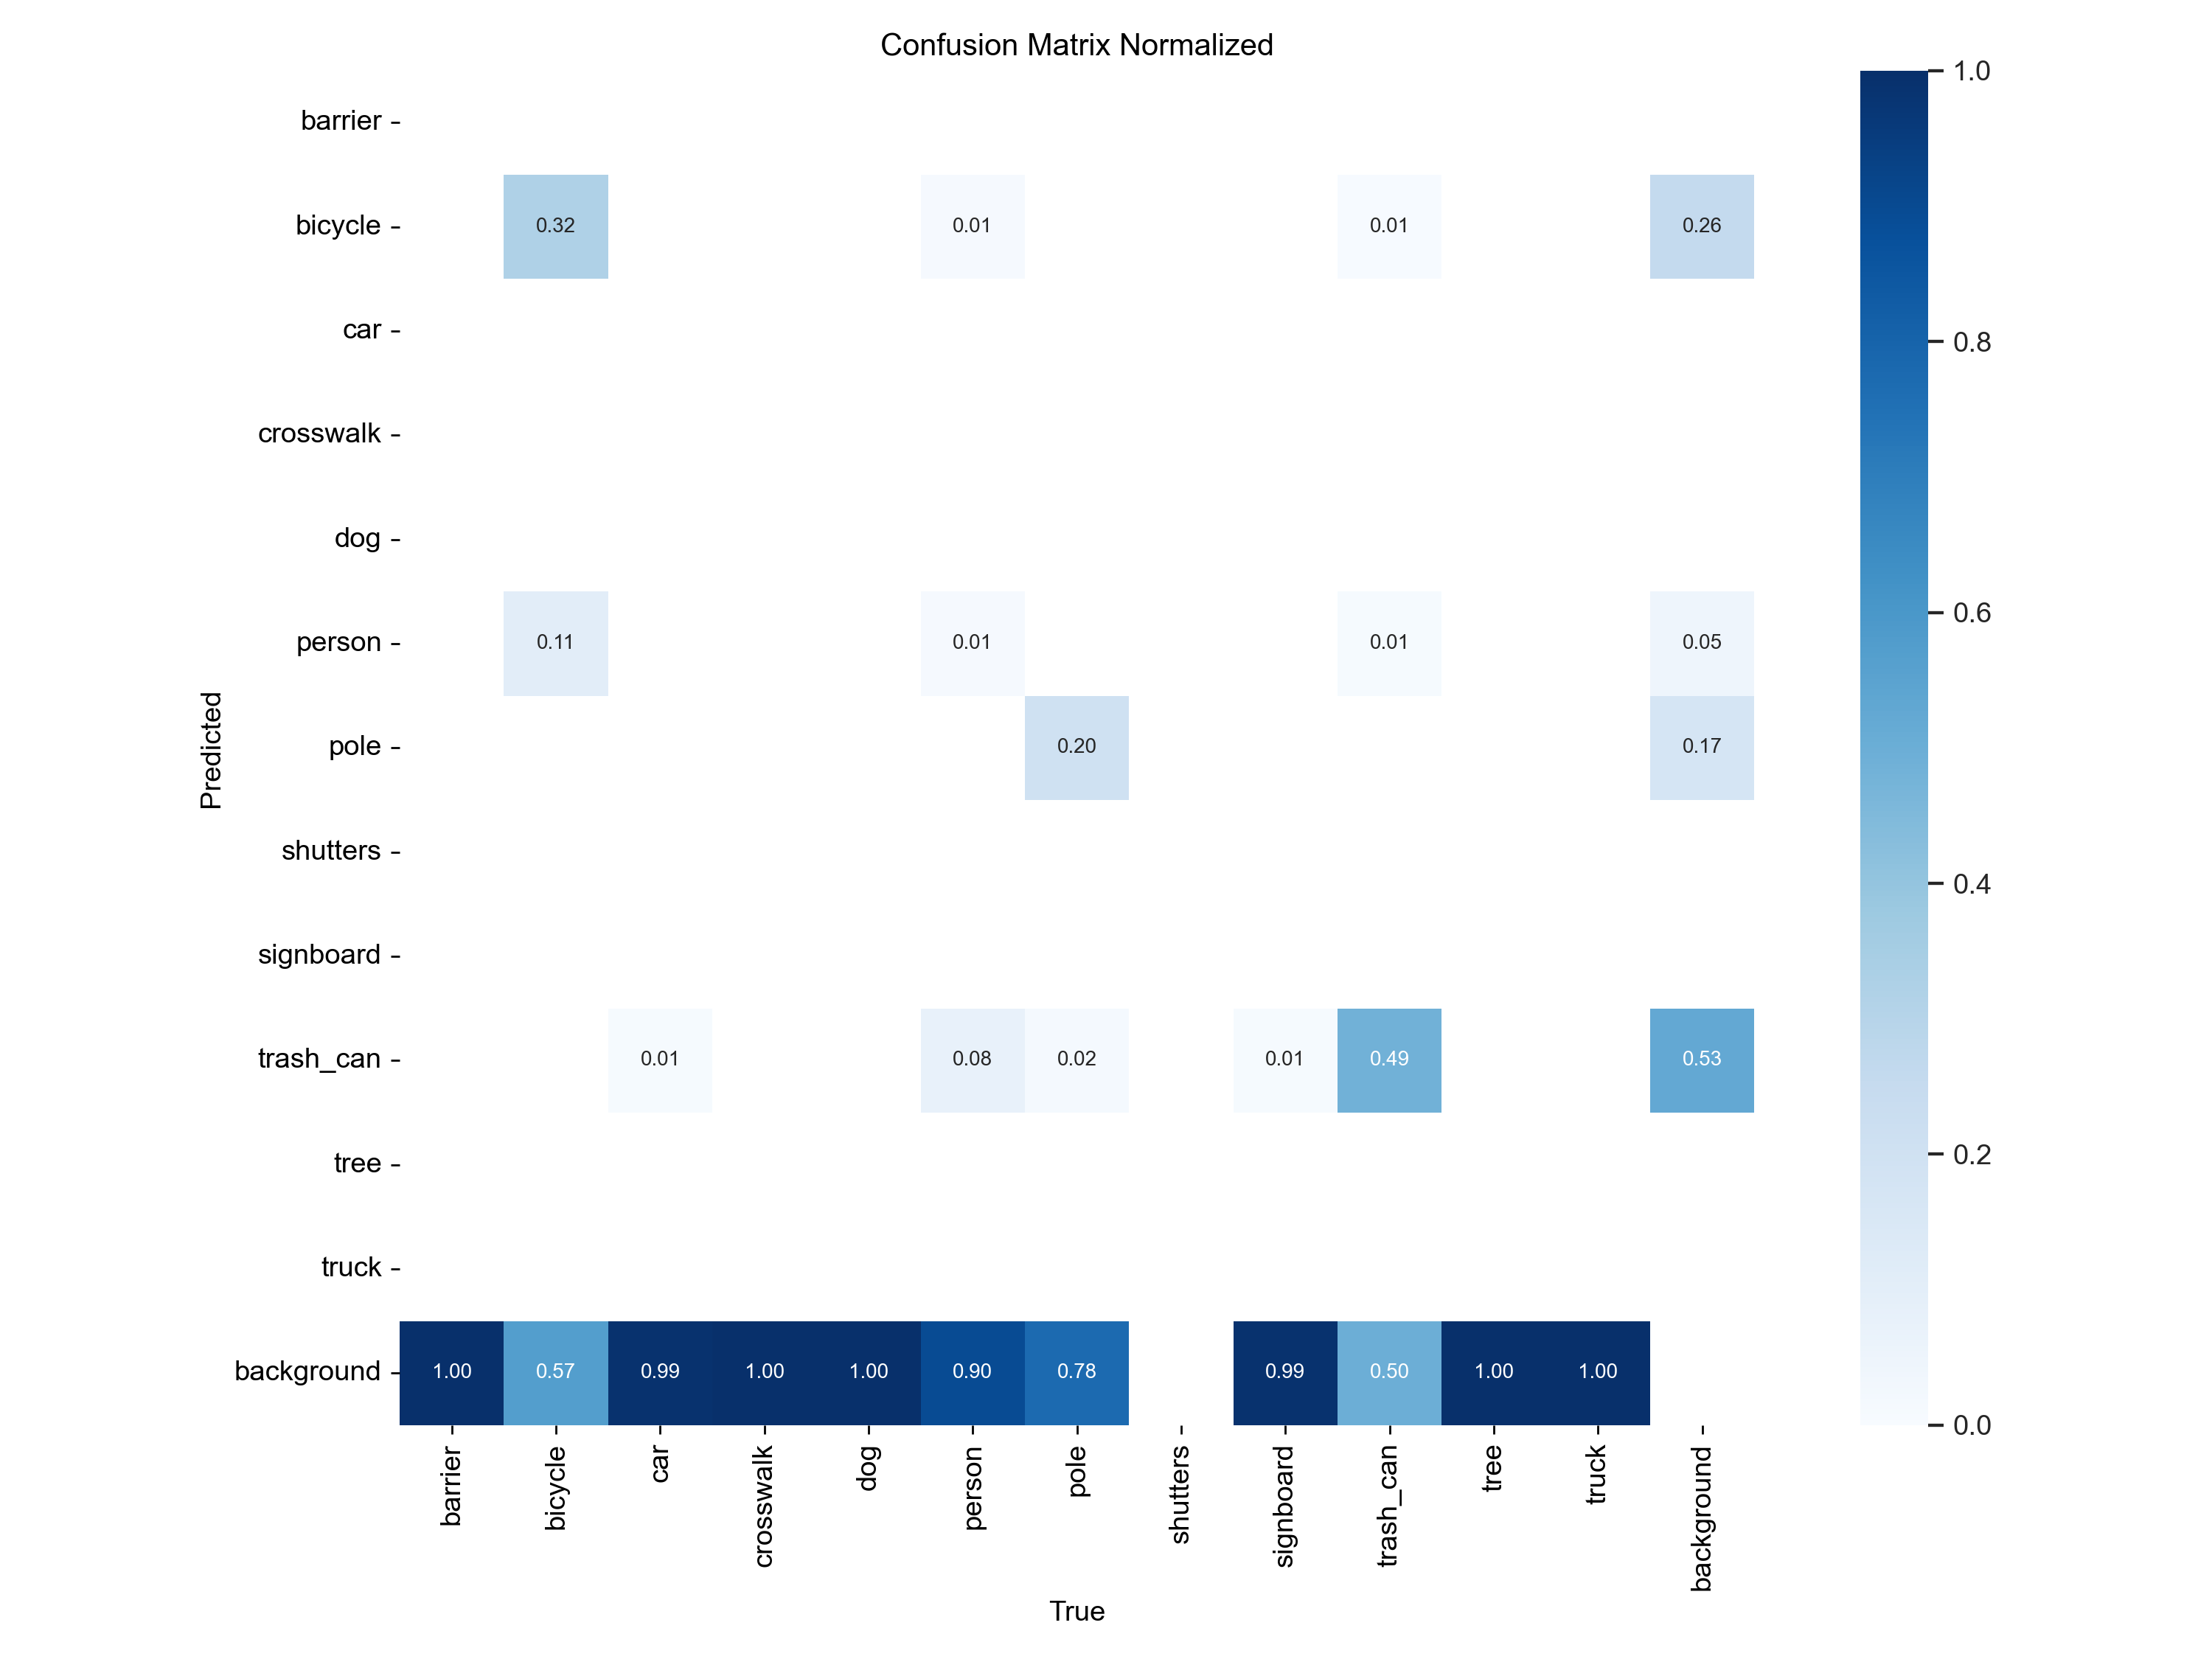 Confusion Matrix Normalized
barrier
bicycle 0.32 0.01 0.01 0.26
car
crosswalk
dog
person 0.11 0.01 0.01 0.05
pole 0.20 0.17
shutters
signboard
trash_can 0.01 0.08 0.02 0.01 0.49 0.53
tree
truck
background 1.00 0.57 0.99 1.00 1.00 0.90 0.78 0.99 0.50 1.00 1.00
Predicted
barrier bicycle car crosswalk dog person pole shutters signboard trash_can tree truck background
True
1.0
0.8
0.6
0.4
0.2
0.0